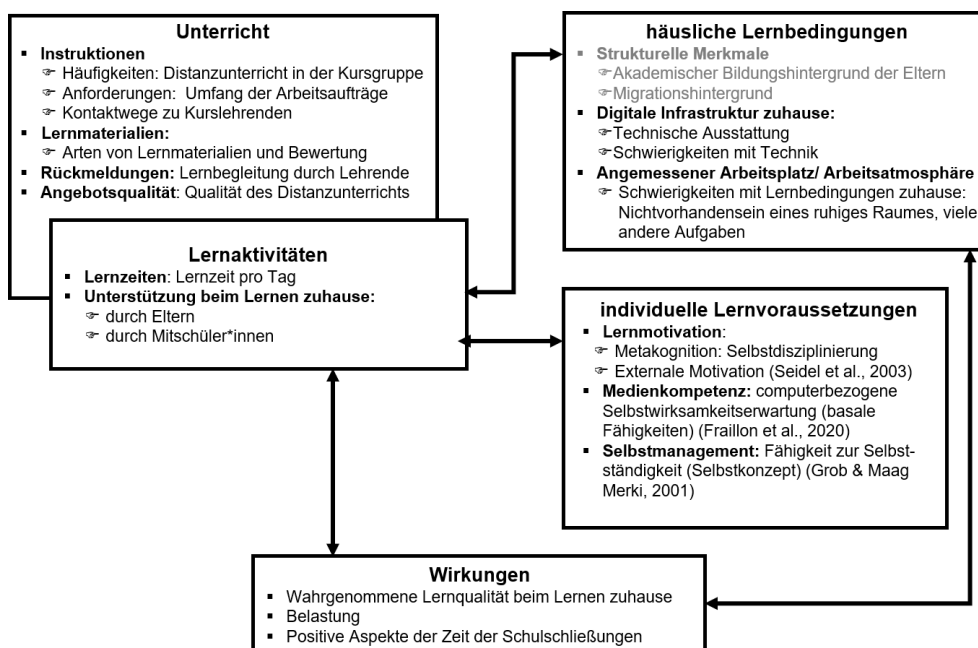 Unterricht
▪ Instruktionen
☞ Häufigkeiten: Distanzunterricht in der Kursgruppe
☞ Anforderungen: Umfang der Arbeitsaufträge
☞ Kontaktwege zu Kurslehrenden
▪ Lernmaterialien:
☞ Arten von Lernmaterialien und Bewertung
▪ Rückmeldungen: Lernbegleitung durch Lehrende
▪ Angebotsqualität: Qualität des Distanzunterrichts
Lernaktivitäten
▪ Lernzeiten: Lernzeit pro Tag
▪ Unterstützung beim Lernen zuhause:
☞ durch Eltern
☞ durch Mitschüler*innen
häusliche Lernbedingungen
▪ Strukturelle Merkmale
☞ Akademischer Bildungshintergrund der Eltern
☞ Migrationshintergrund
▪ Digitale Infrastruktur zuhause:
☞ Technische Ausstattung
☞ Schwierigkeiten mit Technik
▪ Angemessener Arbeitsplatz/ Arbeitsatmosphäre
☞ Schwierigkeiten mit Lernbedingungen zuhause:
Nichtvorhandensein eines ruhiges Raumes, viele
andere Aufgaben
individuelle Lernvoraussetzungen
▪ Lernmotivation:
☞ Metakognition: Selbstdisziplinierung
☞ Externale Motivation (Seidel et al., 2003)
▪ Medienkompetenz: computerbezogene
Selbstwirksamkeitserwartung (basale
Fähigkeiten) (Fraillon et al., 2020)
▪ Selbstmanagement: Fähigkeit zur Selbst-
ständigkeit (Selbstkonzept) (Grob & Maag
Merki, 2001)
Wirkungen
▪ Wahrgenommene Lernqualität beim Lernen zuhause
▪ Belastung
▪ Positive Aspekte der Zeit der Schulschließungen